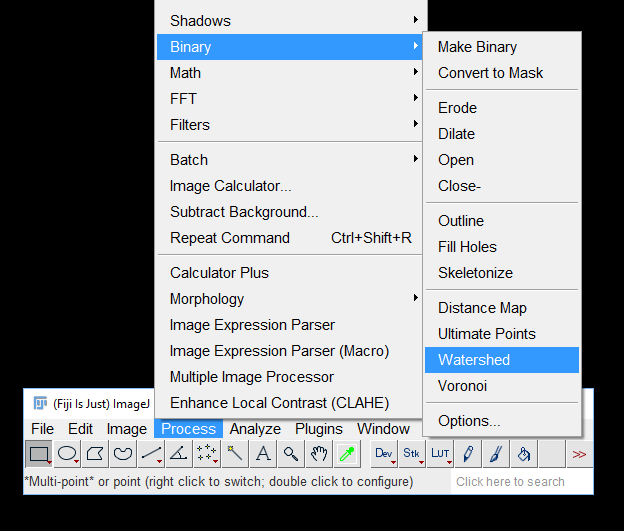 Shadows
Binary
Math
FFT
Filters
Batch
Image Calculator...
Subtract Background...
Repeat Command Ctrl+Shift+R
Calculator Plus
Morphology
Image Expression Parser
Image Expression Parser (Macro)
Multiple Image Processor
Enhance Local Contrast (CLAHE)
Make Binary
Convert to Mask
Erode
Dilate
Open
Close-
Outline
Fill Holes
Skeletonize
Distance Map
Ultimate Points
Watershed
Voronoi
Options...
(Fiji Is Just) ImageJ
File Edit Image Process Analyze Plugins Window
A Dev Stk LUT >>
*Multi-point* or point (right click to switch; double click to configure) Click here to search